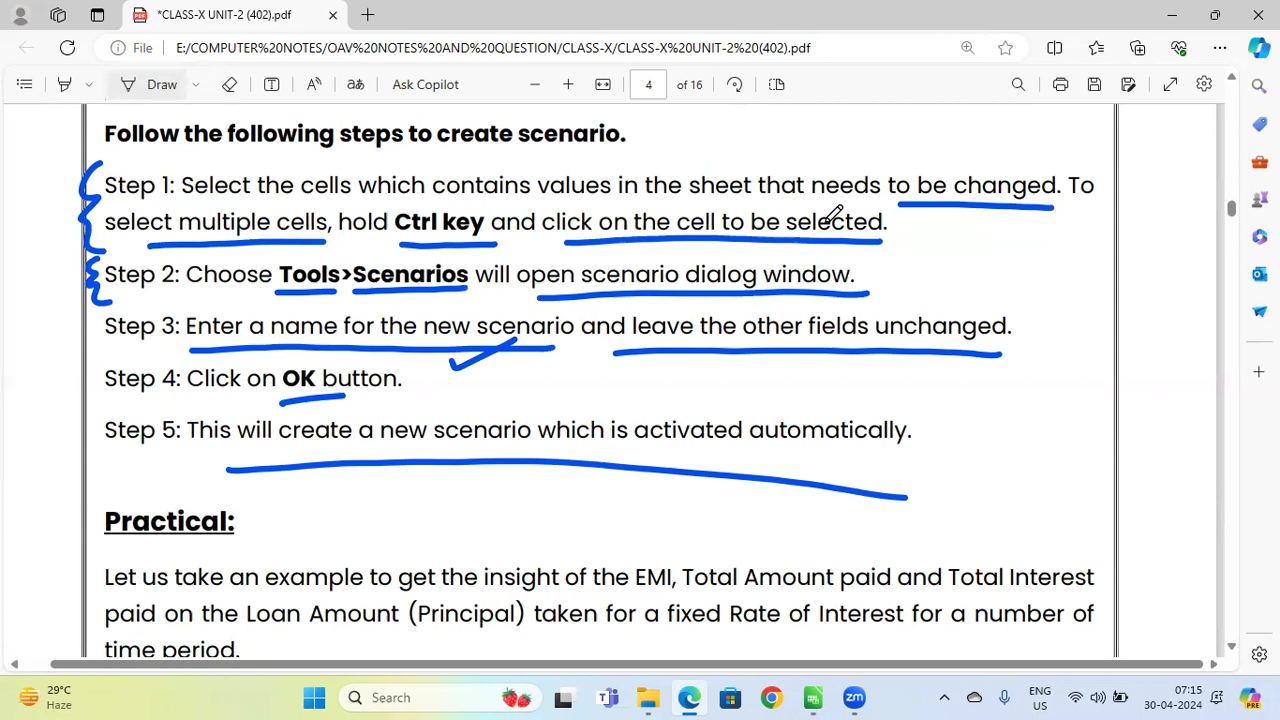 *CLASS-X UNIT-2 (402).pdf
File
E:/COMPUTER%20NOTES/OAV%20NOTES%20AND%20QUESTION/CLASS-X/CLASS-X%20UNIT-2%20(402).pdf
Draw
Ask Copilot
4 of 16
Follow the following steps to create scenario.
Step 1: Select the cells which contains values in the sheet that needs to be changed. To
select multiple cells, hold Ctrl key and click on the cell to be selected.
Step 2: Choose Tools>Scenarios will open scenario dialog window.
Step 3: Enter a name for the new scenario and leave the other fields unchanged.
Step 4: Click on OK button.
Step 5: This will create a new scenario which is activated automatically.
Practical:
Let us take an example to get the insight of the EMI, Total Amount paid and Total Interest
paid on the Loan Amount (Principal) taken for a fixed Rate of Interest for a number of
time period.
29°C
Haze
Search
ENG
US
07:15
30-04-2024